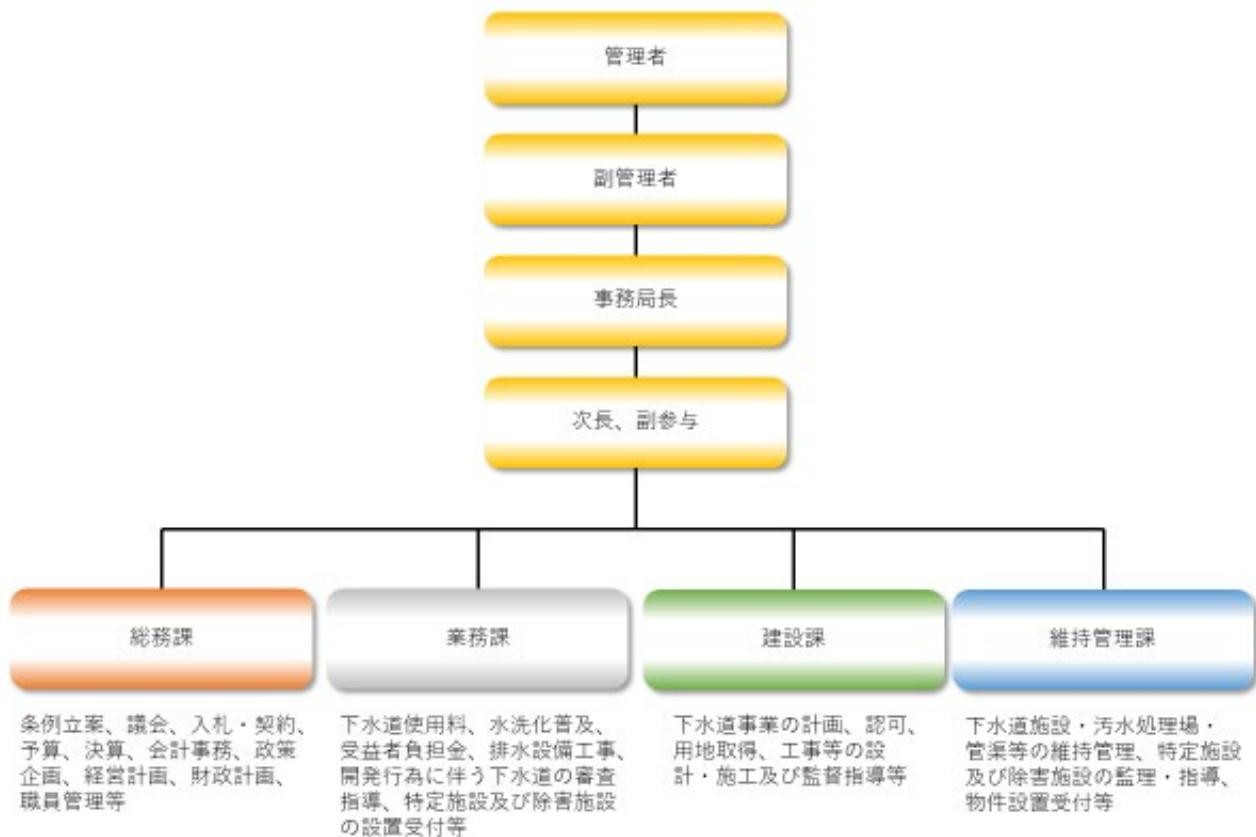 管理者
副管理者
事務局長
次長、副参与
総務課
業務課
建設課
維持管理課
条例立案、議会、入札・契約、
予算、決算、会計事務、政策
企画、経営計画、財政計画、
職員管理等
下水道使用料、水洗化普及、
受益者負担金、排水設備工事、
開発行為に伴う下水道の審査
指導、特定施設及び除害施設
の設置受付等
下水道事業の計画、認可、
用地取得、工事等の設
計・施工及び監督指導等
下水道施設・汚水処理場・
管渠等の維持管理、特定施設
及び除害施設の監理・指導、
物件設置受付等